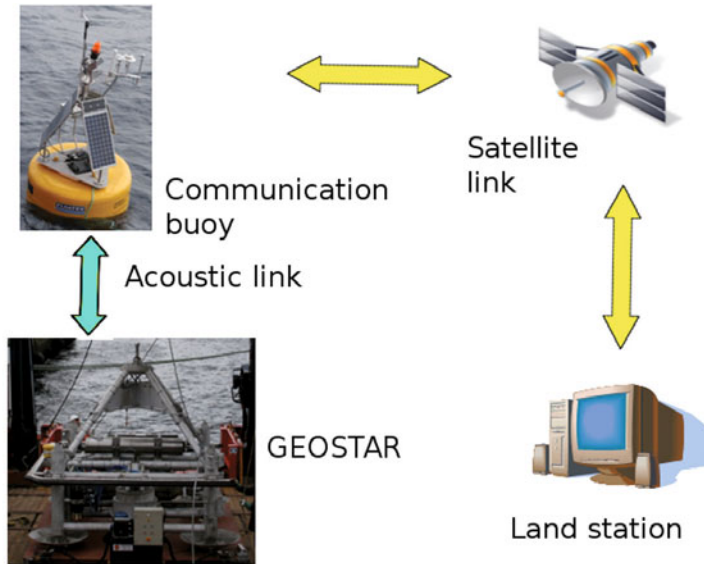 Satellite
link
Communication
buoy
Acoustic link
GEOSTAR
Land station